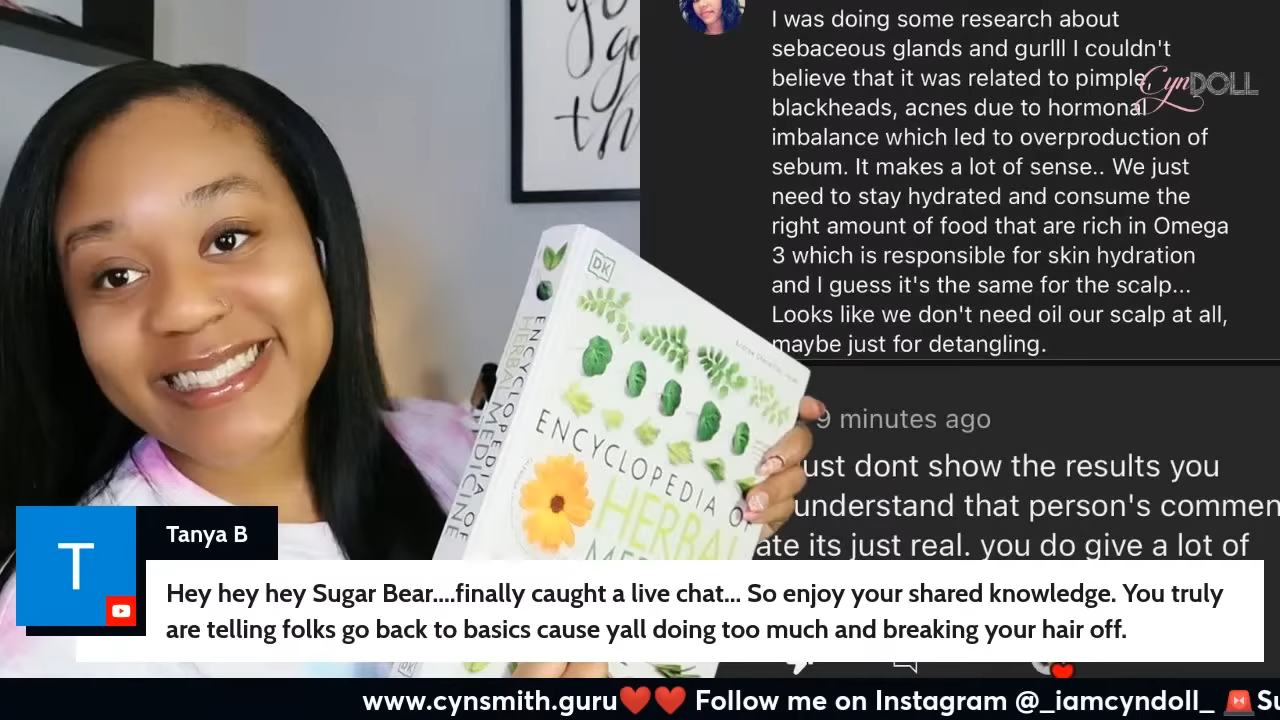 I was doing some research about
sebaceous glands and gurlll I couldn't
believe that it was related to pimple
blackheads, acnes due to hormonal
imbalance which led to overproduction of
sebum. It makes a lot of sense.. We just
need to stay hydrated and consume the
right amount of food that are rich in Omega
3 which is responsible for skin hydration
and I guess it's the same for the scalp...
Looks like we don't need oil our scalp at all,
maybe just for detangling.
CynDOLL
9 minutes ago
ust dont show the results you
understand that person's commen
ate its just real. you do give a lot of
DK
ENCYCLOPEDIA OF
HERBAL
ENCYCLOPEDIA OF
HERBAL MEDICINE
DK
T
Tanya B
Hey hey hey Sugar Bear....finally caught a live chat... So enjoy your shared knowledge. You truly
are telling folks go back to basics cause yall doing too much and breaking your hair off.
www.cynsmith.guru❤️❤️ Follow me on Instagram @_iamcyndoll_ 🚨Su